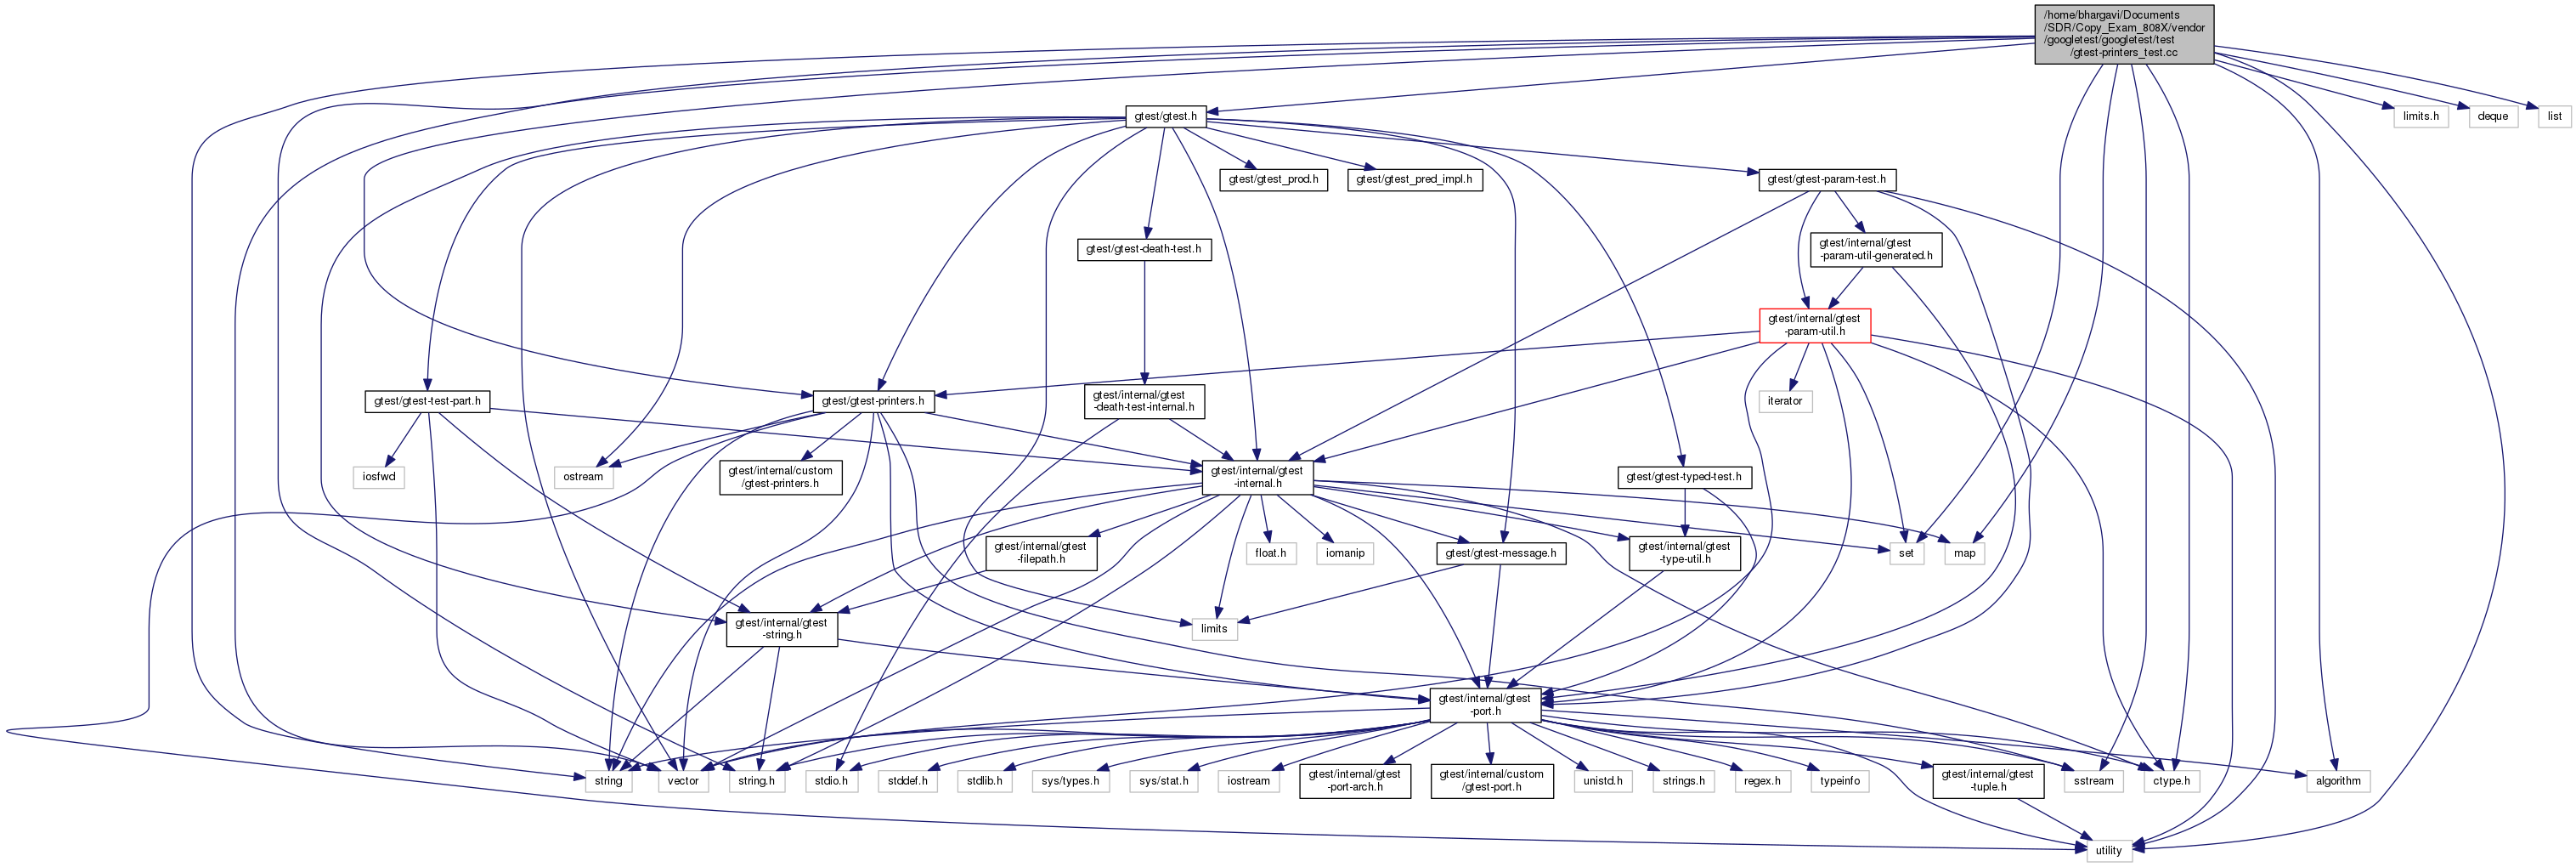 /home/bhargavi/Documents
/SDR/Copy_Exam_808X/vendor
/googletest/googletest/test
/gtest-printers_test.cc
gtest/gtest.h
limits.h
deque
list
gtest/gtest_prod.h
gtest/gtest_pred_impl.h
gtest/gtest-param-test.h
gtest/gtest-death-test.h
gtest/internal/gtest
-param-util-generated.h
gtest/internal/gtest
-param-util.h
gtest/gtest-test-part.h
gtest/gtest-printers.h
gtest/internal/gtest
-death-test-internal.h
iterator
iosfwd
ostream
gtest/internal/custom
/gtest-printers.h
gtest/internal/gtest
-internal.h
gtest/gtest-typed-test.h
gtest/internal/gtest
-filepath.h
float.h
iomanip
gtest/gtest-message.h
gtest/internal/gtest
-type-util.h
set
map
gtest/internal/gtest
-string.h
limits
gtest/internal/gtest
-port.h
string
vector
string.h
stdio.h
stddef.h
stdlib.h
sys/types.h
sys/stat.h
iostream
gtest/internal/gtest
-port-arch.h
gtest/internal/custom
/gtest-port.h
unistd.h
strings.h
regex.h
typeinfo
gtest/internal/gtest
-tuple.h
sstream
ctype.h
algorithm
utility